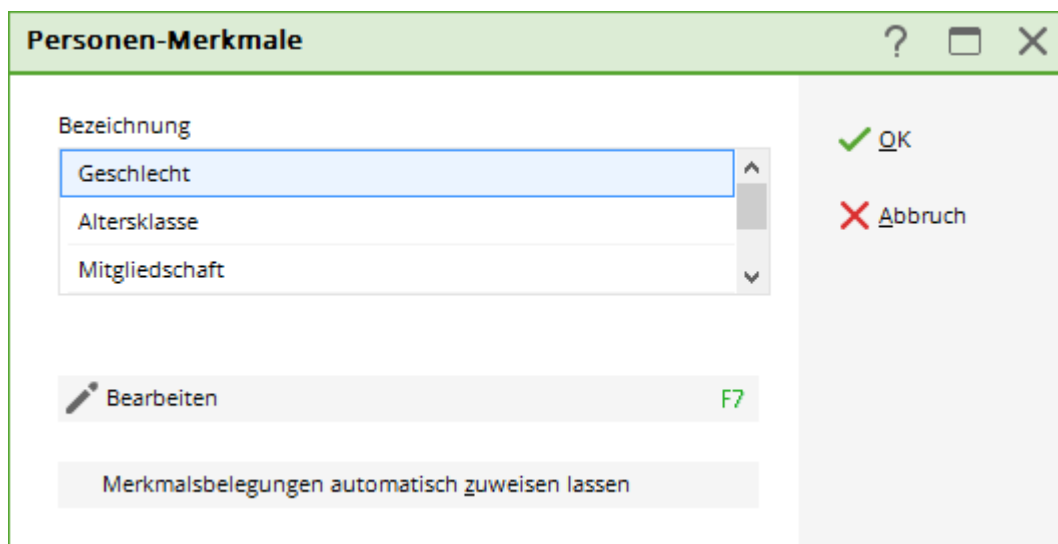 Personen-Merkmale
?
Bezeichnung
Geschlecht
Altersklasse
Mitgliedschaft
OK
Abbruch
Bearbeiten F7
Merkmalsbelegungen automatisch zuweisen lassen